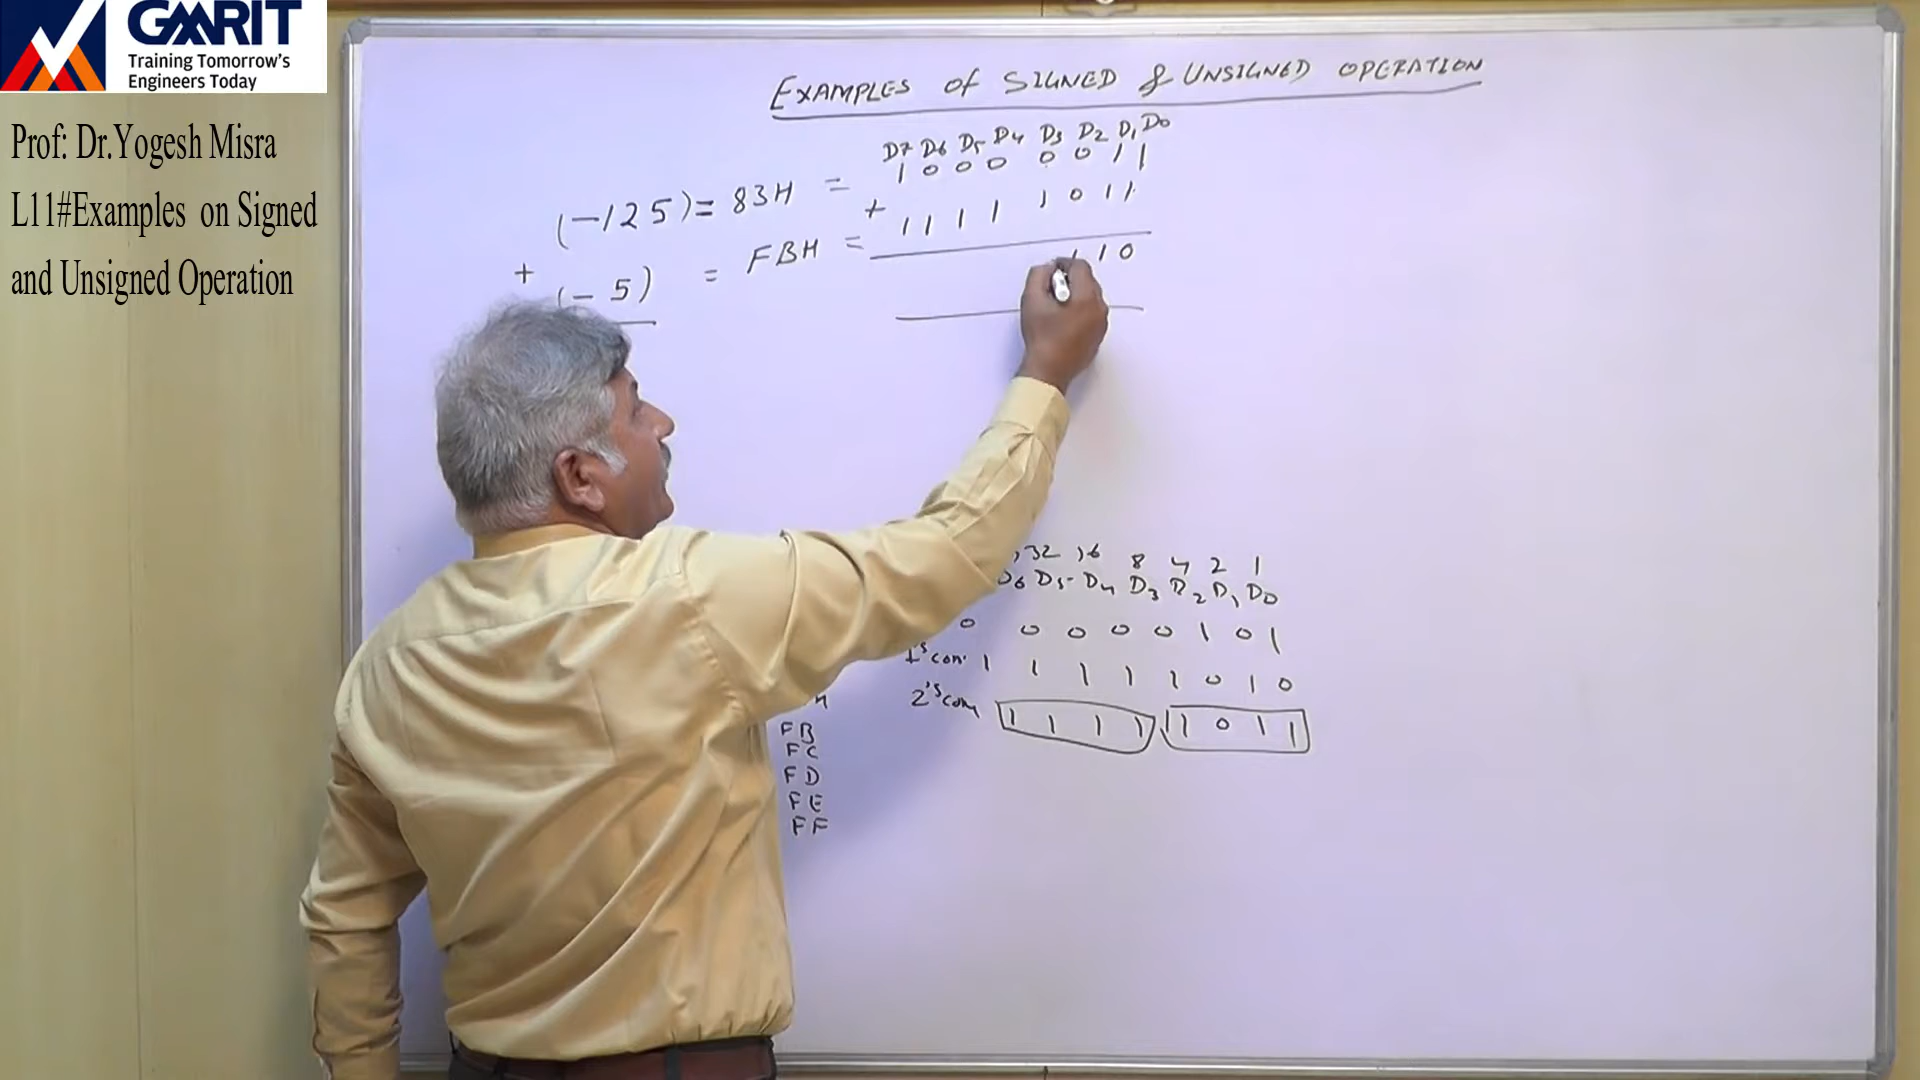 GMRIT
Training Tomorrow's
Engineers Today
Prof: Dr.Yogesh Misra
L11#Examples on Signed
and Unsigned Operation
EXAMPLES OF SIGNED & UNSIGNED OPERATION
D7 D6 D5 D4 D3 D2 D1 D0
(-125) = 83H = 1 0 0 0 0 0 1 1
+ (-5) = FBH = + 1 1 1 1 1 0 1 1
1 1 0
32 16 8 4 2 1
D6 D5 D4 D3 D2 D1 D0
0 0 0 0 0 1 0 1
1's com. 1 1 1 1 1 0 1 0
2's com 1 1 1 1 1 0 1 1
FB
FC
FD
FE
FF